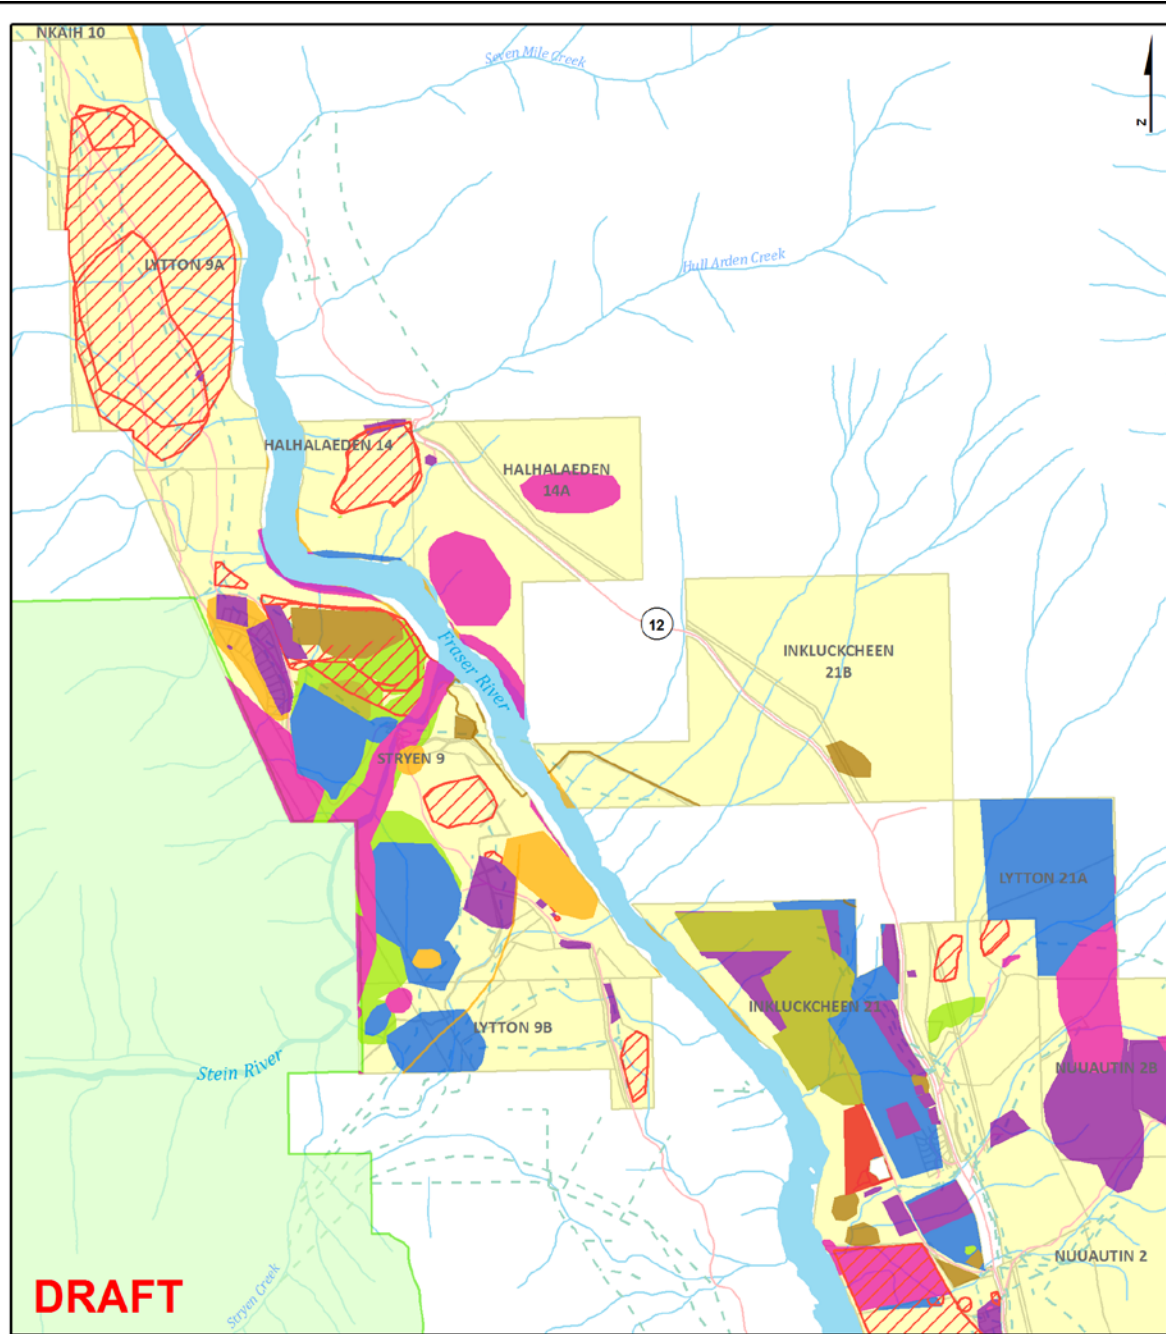 NKAIH 10
Seven Mile Creek
N
LYTTON 9A
Hull Arden Creek
HALHALAEDEN 14
HALHALAEDEN
14A
12
Fraser River
INKLUCKCHEEN
21B
STRYEN 9
LYTTON 21A
INKLUCKCHEEN 21
LYTTON 9B
Stein River
NUUAUTIN 2B
NUUAUTIN 2
Stryen Creek
DRAFT